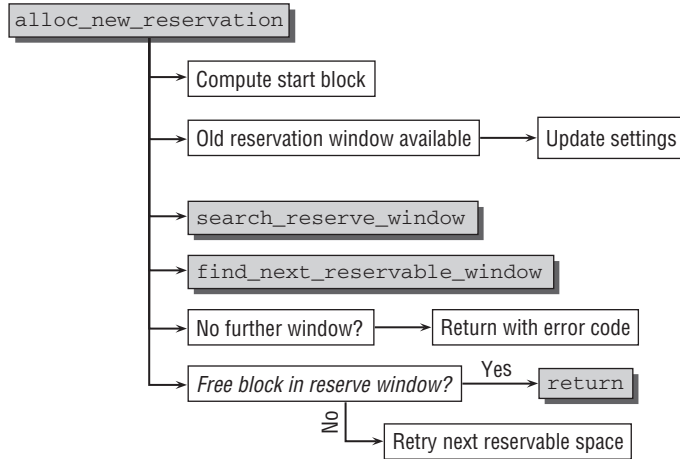 alloc_new_reservation
Compute start block
Old reservation window available
Update settings
search_reserve_window
find_next_reservable_window
No further window?
Return with error code
Free block in reserve window?
Yes
return
No
Retry next reservable space